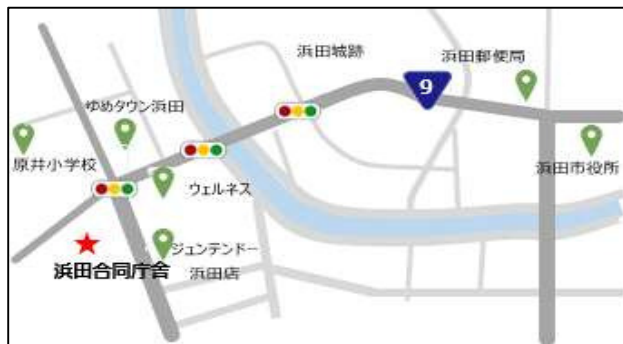 浜田城跡
浜田郵便局
9
ゆめタウン浜田
原井小学校
浜田市役所
ウェルネス
ジュンテンドー
浜田店
浜田合同庁舎